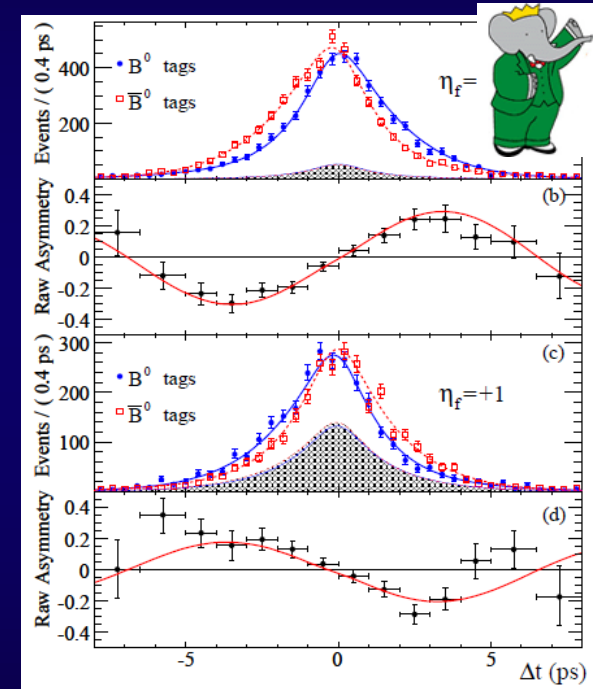 Events / ( 0.4 ps )
400
200
B⁰ tags
B̅⁰ tags
η_f=
Raw Asymmetry
0.4
0.2
0
-0.2
-0.4
(b)
Events / ( 0.4 ps )
300
200
100
B⁰ tags
B̅⁰ tags
(c)
η_f=+1
Raw Asymmetry
0.4
0.2
0
-0.2
-0.4
(d)
-5 0 5
Δt (ps)